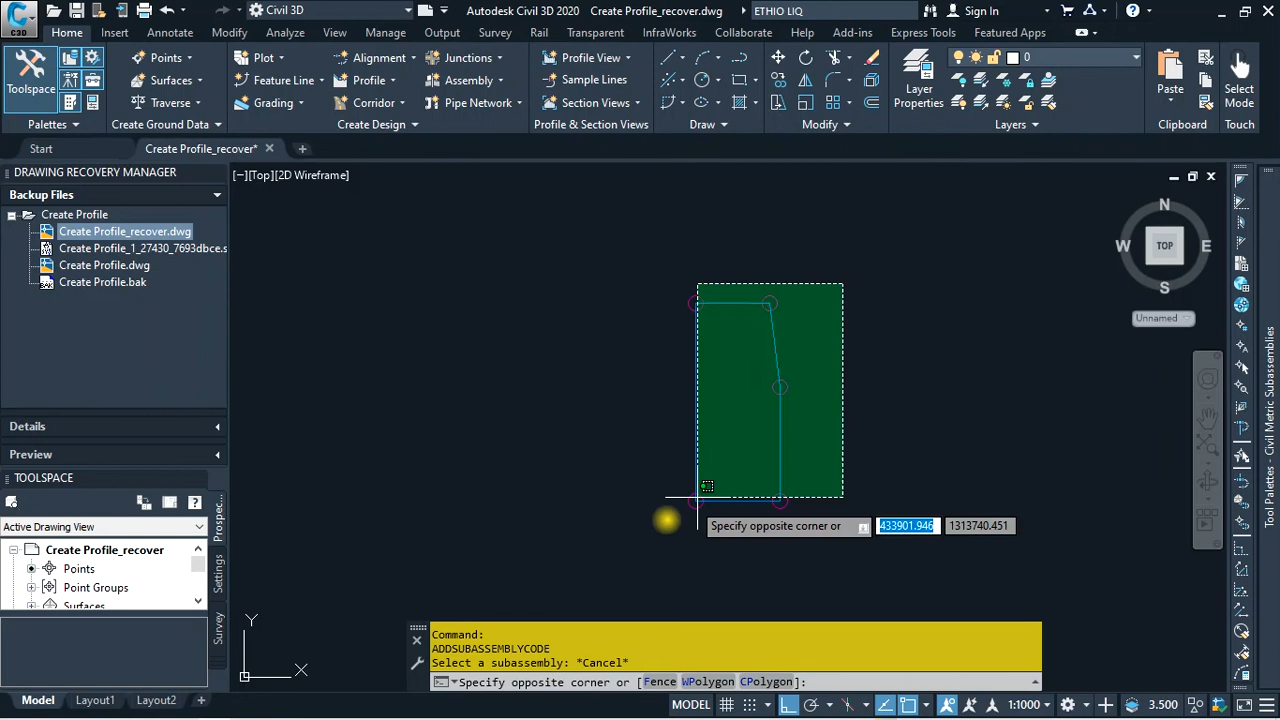 Civil 3D
Autodesk Civil 3D 2020 Create Profile_recover.dwg
ETHIO LIQ
Sign In
C3D
Home Insert Annotate Modify Analyze View Manage Output Survey Rail Transparent InfraWorks Collaborate Help Add-ins Express Tools Featured Apps
Toolspace
Points
Surfaces
Traverse
Plot
Feature Line
Grading
Alignment
Profile
Corridor
Junctions
Assembly
Pipe Network
Profile View
Sample Lines
Section Views
Layer Properties
0
Paste
Select Mode
Palettes
Create Ground Data
Create Design
Profile & Section Views
Draw
Modify
Layers
Clipboard
Touch
Start
Create Profile_recover*
DRAWING RECOVERY MANAGER
Backup Files
Create Profile
Create Profile_recover.dwg
Create Profile_1_27430_7693dbce.s
Create Profile.dwg
Create Profile.bak
Details
Preview
TOOLSPACE
Active Drawing View
Create Profile_recover
Points
Point Groups
Surfaces
Prospec...
Settings
Survey
[−][Top][2D Wireframe]
N
W TOP E
S
Unnamed
Tool Palettes - Civil Metric Subassemblies
Specify opposite corner or 433901.946 1313740.451
Y
X
Command:
ADDSUBASSEMBLYCODE
Select a subassembly: *Cancel*
Specify opposite corner or [Fence WPolygon CPolygon]:
Model Layout1 Layout2
MODEL
1:1000
3.500